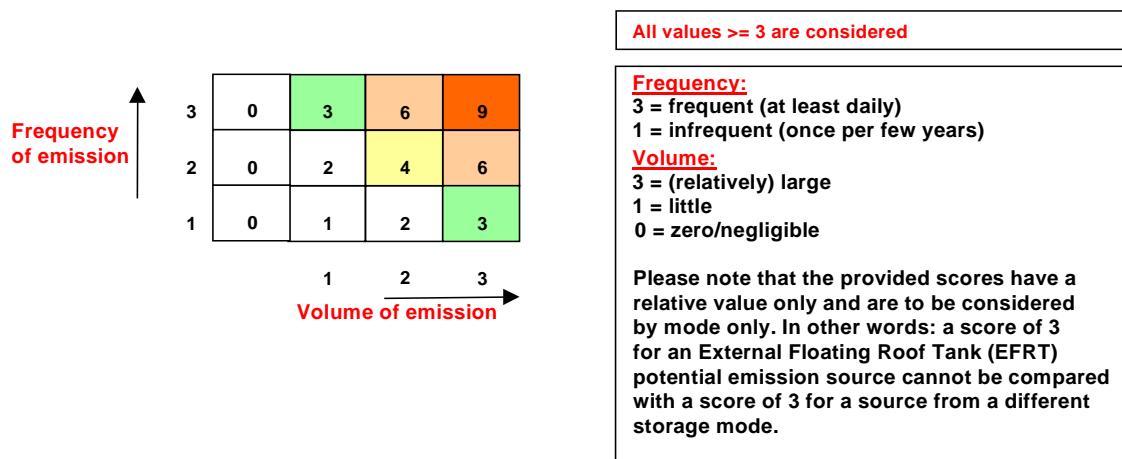 All values >= 3 are considered
Frequency
of emission
3 0 3 6 9
2 0 2 4 6
1 0 1 2 3
1 2 3
Volume of emission
Frequency:
3 = frequent (at least daily)
1 = infrequent (once per few years)
Volume:
3 = (relatively) large
1 = little
0 = zero/negligible
Please note that the provided scores have a
relative value only and are to be considered
by mode only. In other words: a score of 3
for an External Floating Roof Tank (EFRT)
potential emission source cannot be compared
with a score of 3 for a source from a different
storage mode.